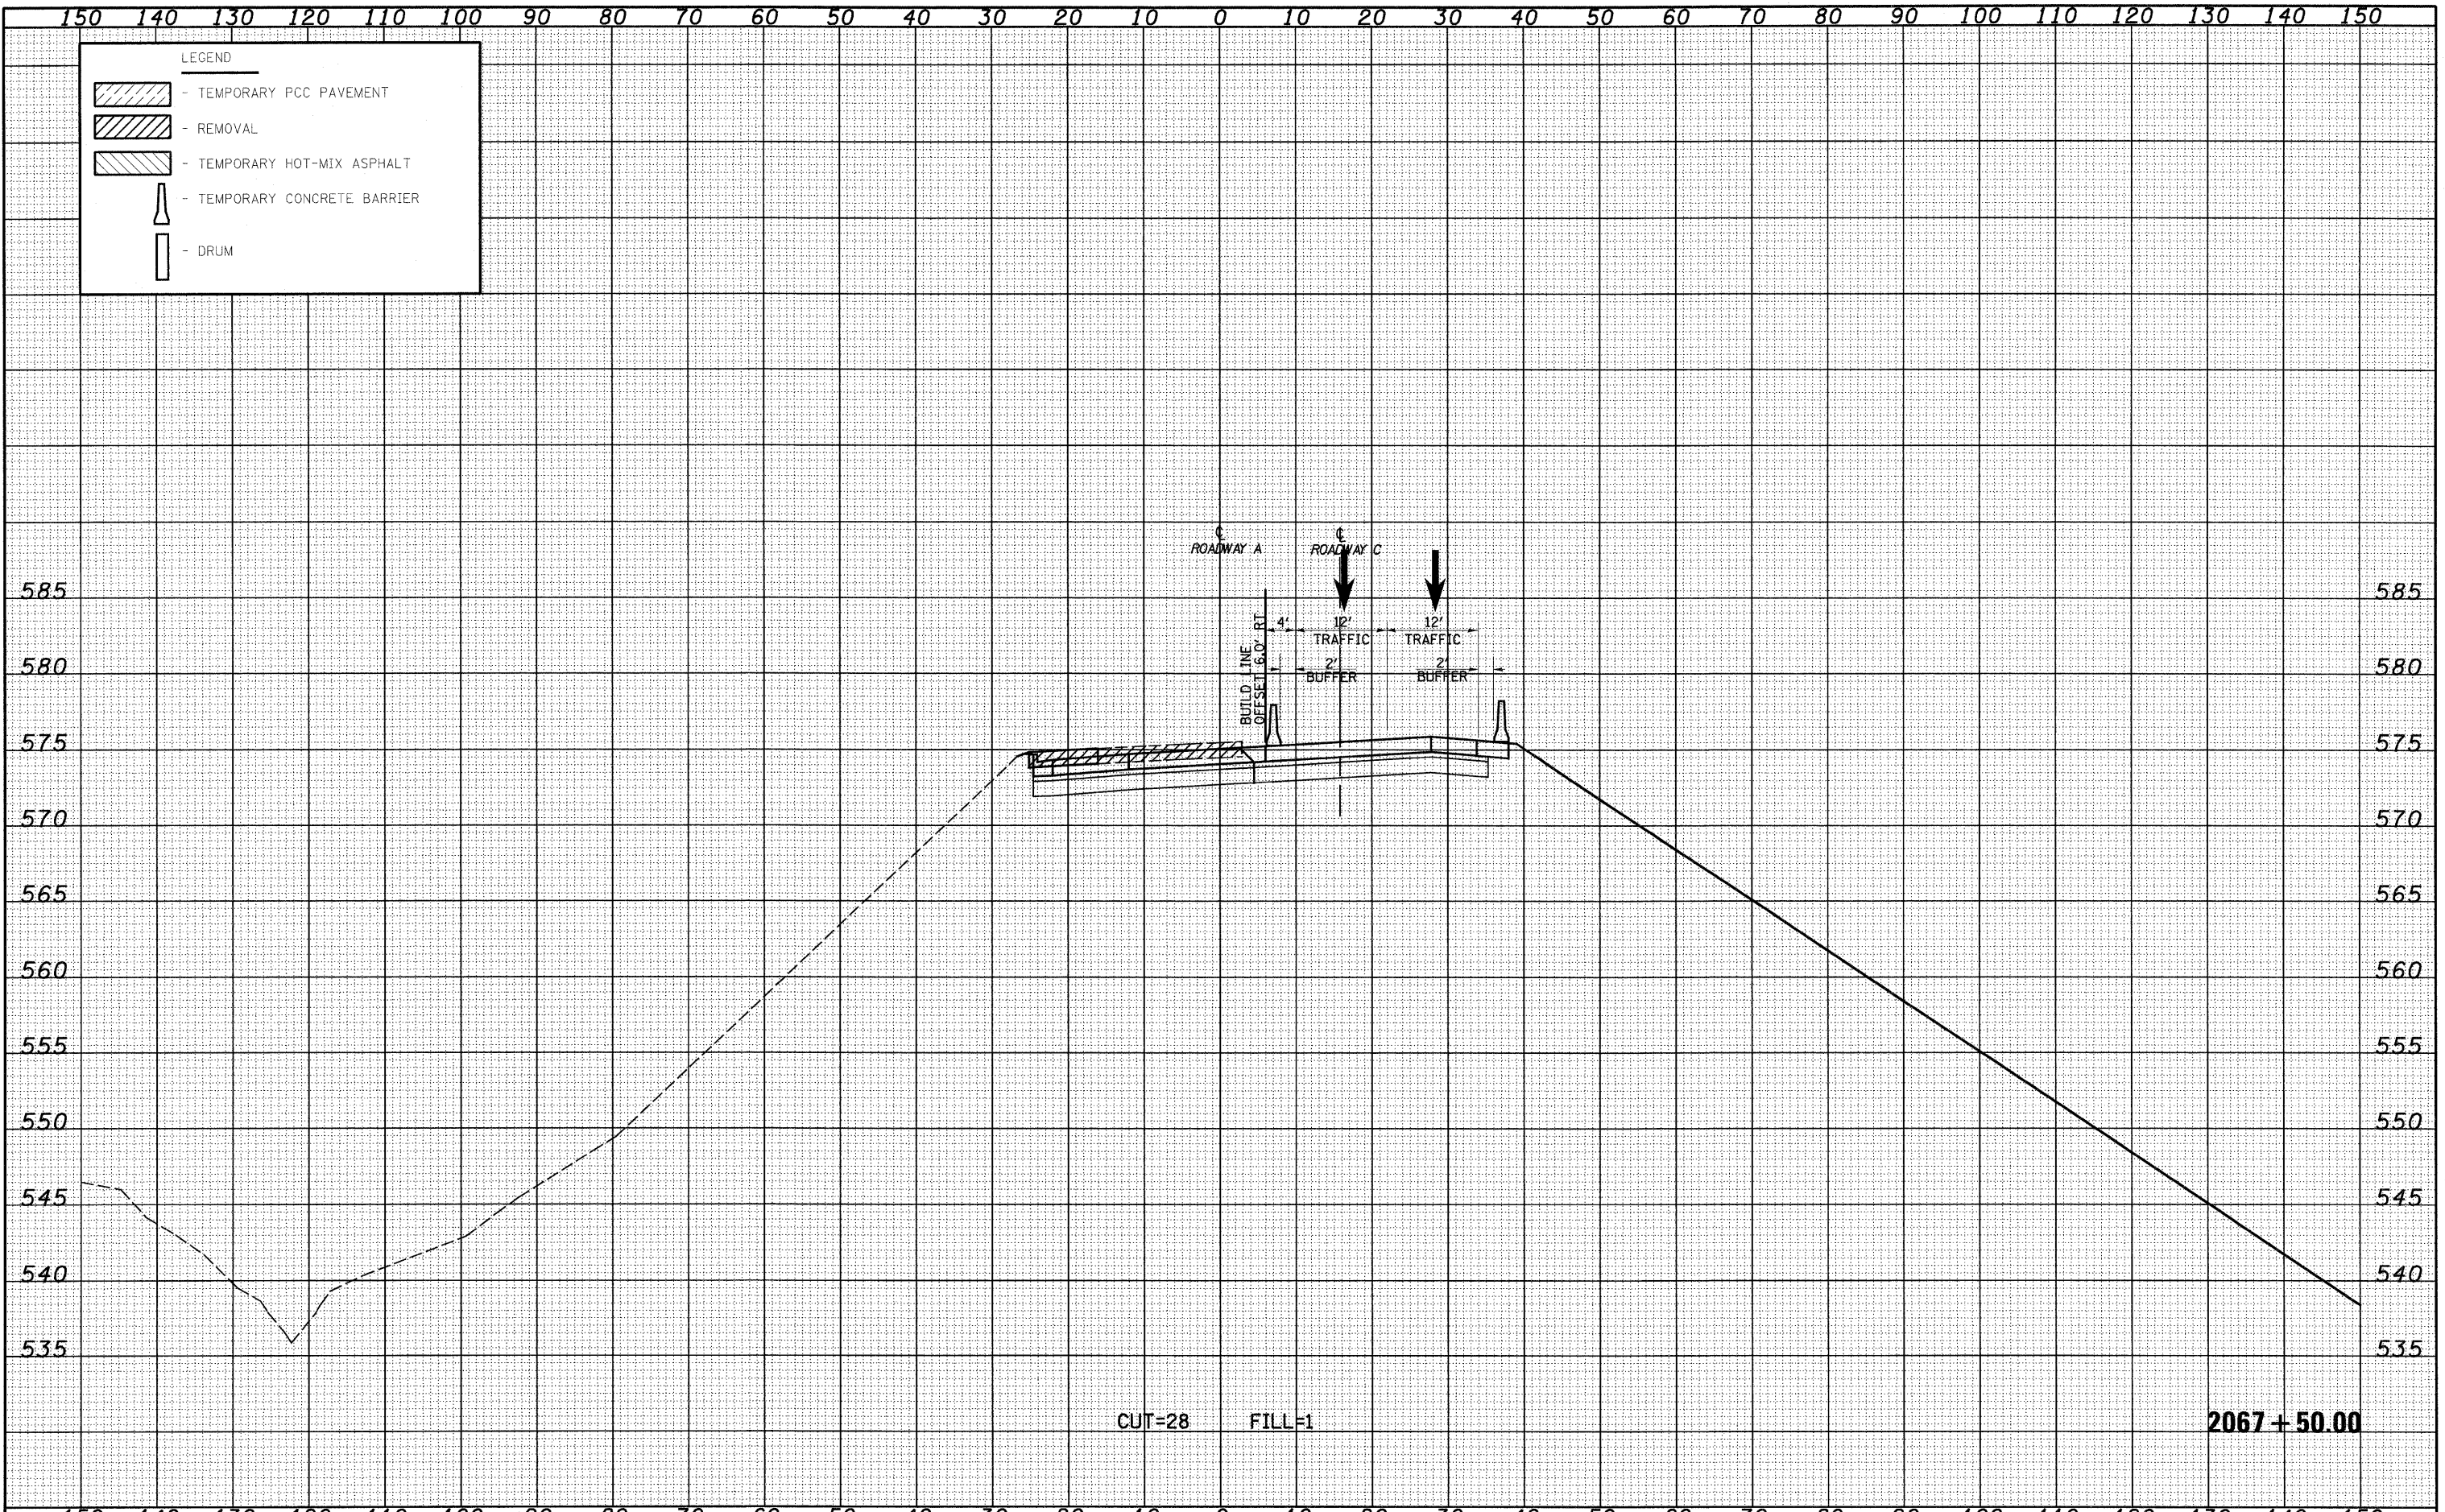 150 140 130 120 110 100 90 80 70 60 50 40 30 20 10 0 10 20 30 40 50 60 70 80 90 100 110 120 130 140 150
LEGEND
- TEMPORARY PCC PAVEMENT
- REMOVAL
- TEMPORARY HOT-MIX ASPHALT
- TEMPORARY CONCRETE BARRIER
- DRUM
℄ ℄
ROADWAY A ROADWAY C
585 585
BUILD LINE
OFFSET 6.0' RT
4' 12' 12'
TRAFFIC TRAFFIC
580 2' 2' 580
BUFFER BUFFER
575 575
570 570
565 565
560 560
555 555
550 550
545 545
540 540
535 535
CUT=28 FILL=1 2067+50.00